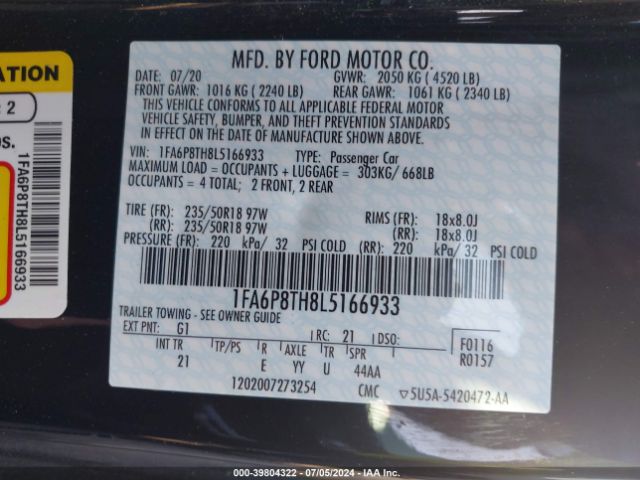 ATION
: 2
OS.
1FA6P8TH8L5166933
MFD. BY FORD MOTOR CO.
DATE: 07/20 GVWR: 2050 KG ( 4520 LB)
FRONT GAWR: 1016 KG ( 2240 LB) REAR GAWR: 1061 KG ( 2340 LB)
THIS VEHICLE CONFORMS TO ALL APPLICABLE FEDERAL MOTOR
VEHICLE SAFETY, BUMPER, AND THEFT PREVENTION STANDARDS
IN EFFECT ON THE DATE OF MANUFACTURE SHOWN ABOVE.
VIN: 1FA6P8TH8L5166933 TYPE: Passenger Car
MAXIMUM LOAD = OCCUPANTS + LUGGAGE = 303KG/ 668LB
OCCUPANTS = 4 TOTAL; 2 FRONT, 2 REAR
TIRE (FR): 235/50R18 97W RIMS (FR): 18x8.0J
(RR): 235/50R18 97W (RR): 18x8.0J
PRESSURE (FR): 220 kPa/ 32 PSI COLD (RR): 220 kPa/ 32 PSI COLD
1FA6P8TH8L5166933
TRAILER TOWING - SEE OWNER GUIDE
EXT PNT: G1 RC: 21 DSO: F0116
R0157
INT TR TP/PS R AXLE TR SPR
21 E YY U 44AA
1202007273254 CMC 5U5A-5420472-AA
000-39804322 - 07/05/2024 - IAA Inc.